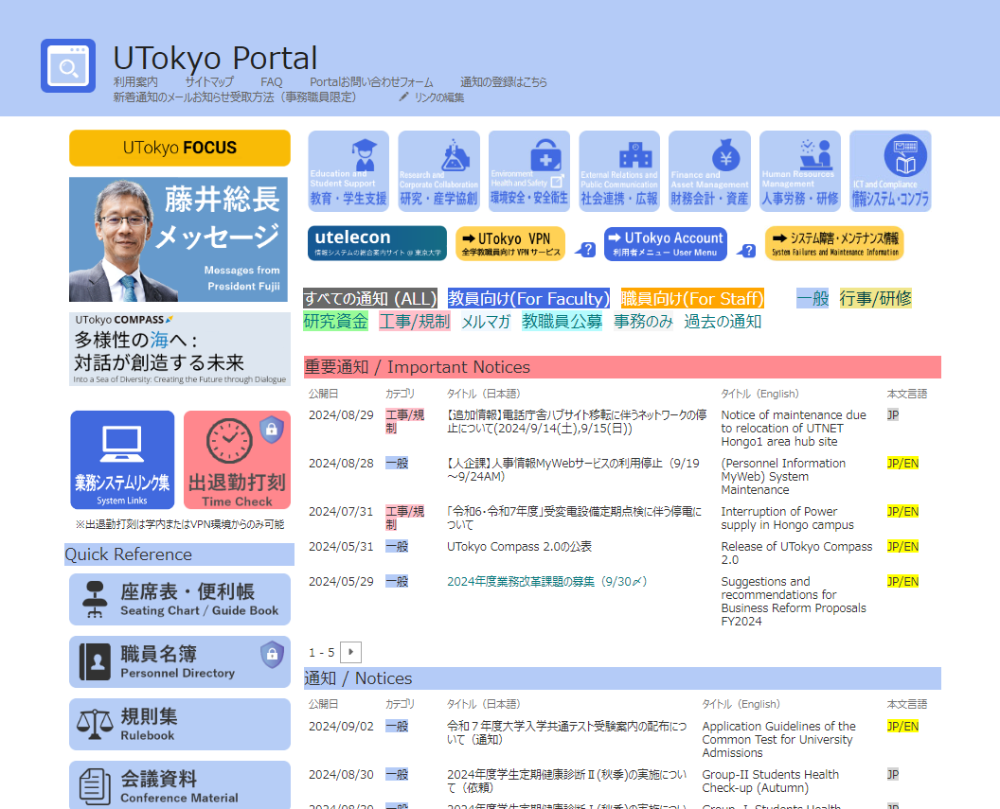 UTokyo Portal
利用案内 サイトマップ FAQ Portalお問い合わせフォーム 通知の登録はこちら
新着通知のメールお知らせ受取方法（事務職員限定） リンクの編集
UTokyo FOCUS
藤井総長
メッセージ
Messages from
President Fujii
UTokyo COMPASS
多様性の海へ：
対話が創造する未来
Into a Sea of Diversity: Creating the Future through Dialogue
業務システムリンク集
System Links
出退勤打刻
Time Check
※出退勤打刻は学内またはVPN環境からのみ可能
Quick Reference
座席表・便利帳
Seating Chart / Guide Book
職員名簿
Personnel Directory
規則集
Rulebook
会議資料
Conference Material
Education and
Student Support
教育・学生支援
Research and
Corporate Collaboration
研究・産学協創
Environment
Health and Safety
環境安全・安全衛生
External Relations and
Public Communication
社会連携・広報
Finance and
Asset Management
財務会計・資産
Human Resources
Management
人事労務・研修
ICT and Compliance
情報システム・コンプラ
utelecon
情報システムの総合案内サイト @ 東京大学
➡ UTokyo VPN
全学教職員向け VPN サービス
?
➡ UTokyo Account
利用者メニュー User Menu
?
➡ システム障害・メンテナンス情報
System Failures and Maintenance Information
すべての通知 (ALL) 教員向け(For Faculty) 職員向け(For Staff) 一般 行事/研修
研究資金 工事/規制 メルマガ 教職員公募 事務のみ 過去の通知
重要通知 / Important Notices
公開日 カテゴリ タイトル（日本語） タイトル（English） 本文言語
2024/08/29 工事/規制 【追加情報】電話庁舎ハブサイト移転に伴うネットワークの停 Notice of maintenance due JP
止について(2024/9/14(土),9/15(日)) to relocation of UTNET
Hongo1 area hub site
2024/08/28 一般 【人企課】人事情報MyWebサービスの利用停止（9/19 (Personnel Information JP/EN
～9/24AM） MyWeb) System
Maintenance
2024/07/31 工事/規制 「令和6・令和7年度」受変電設備定期点検に伴う停電に Interruption of Power JP/EN
ついて supply in Hongo campus
2024/05/31 一般 UTokyo Compass 2.0の公表 Release of UTokyo Compass JP/EN
2.0
2024/05/29 一般 2024年度業務改革課題の募集（9/30〆） Suggestions and JP/EN
recommendations for
Business Reform Proposals
FY2024
1 - 5
通知 / Notices
公開日 カテゴリ タイトル（日本語） タイトル（English） 本文言語
2024/09/02 一般 令和７年度大学入学共通テスト受験案内の配布につ Application Guidelines of the JP/EN
いて（通知） Common Test for University
Admissions
2024/08/30 一般 2024年度学生定期健康診断Ⅱ(秋季)の実施につい Group-II Students Health JP
て（依頼） Check-up (Autumn)